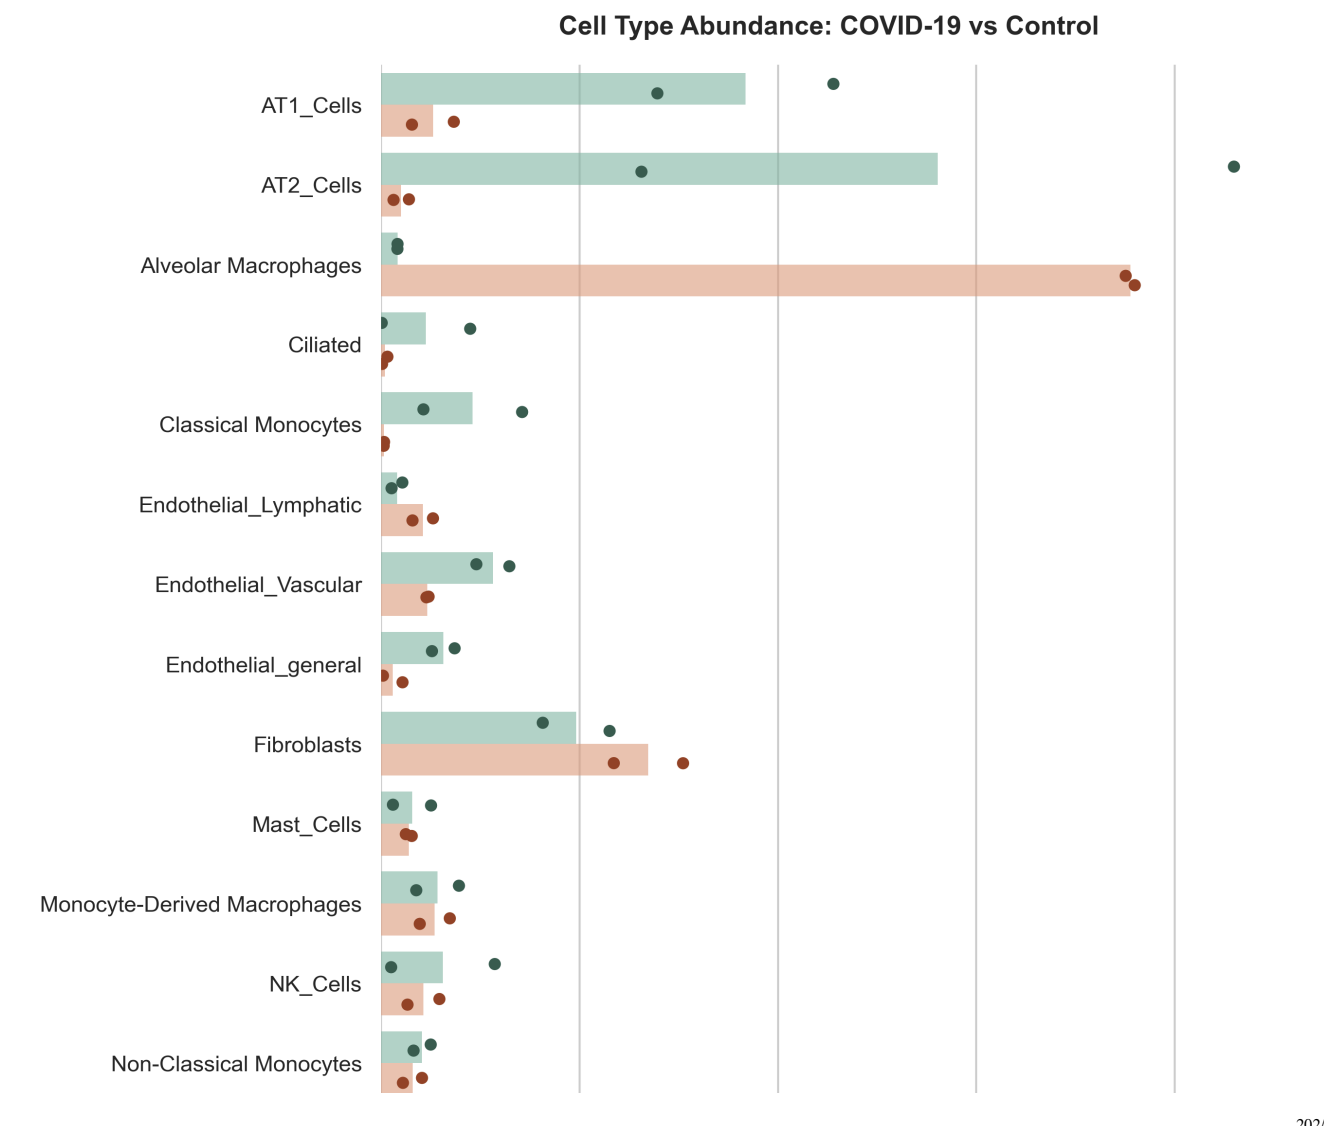 Cell Type Abundance: COVID-19 vs Control
AT1_Cells
AT2_Cells
Alveolar Macrophages
Ciliated
Classical Monocytes
Endothelial_Lymphatic
Endothelial_Vascular
Endothelial_general
Fibroblasts
Mast_Cells
Monocyte-Derived Macrophages
NK_Cells
Non-Classical Monocytes